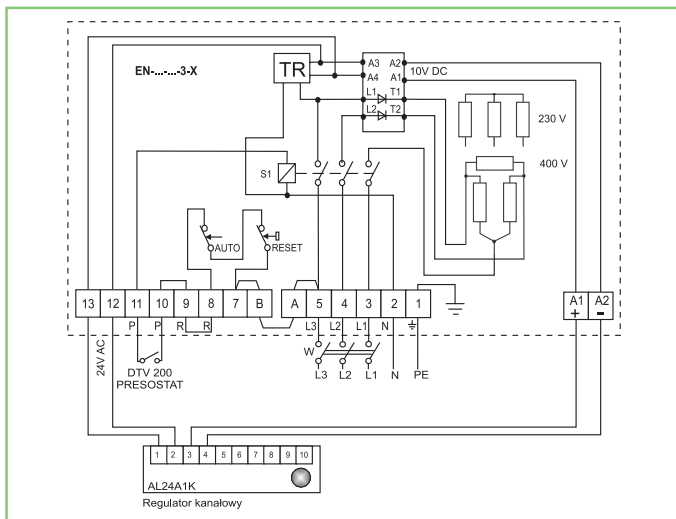 EN-...-...-3-X
TR
A3 A2
A4 A1
10V DC
L1 T1
L2 T2
230 V
400 V
S1
AUTO
RESET
13 12 11 10 9 8 7 B A 5 4 3 2 1
A1 A2
+ -
P P R R
L3 L2 L1 N
24V AC
W
DTV 200
PRESOSTAT
L3 L2 L1 N PE
1 2 3 4 5 6 7 8 9 10
AL24A1K
Regulator kanałowy